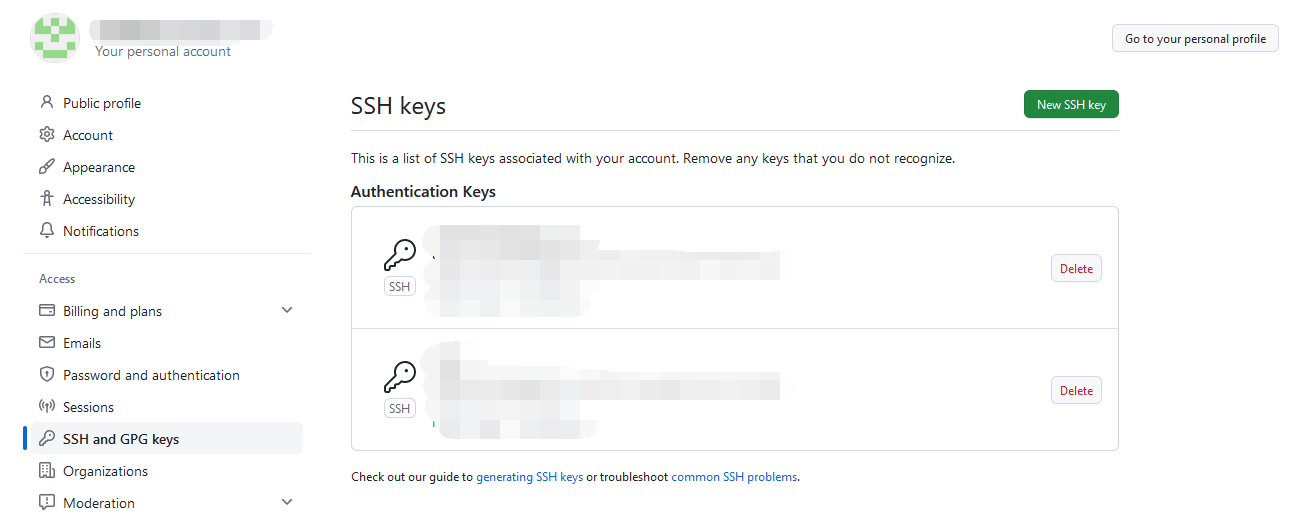 Your personal account
Go to your personal profile
Public profile
Account
Appearance
Accessibility
Notifications
Access
Billing and plans
Emails
Password and authentication
Sessions
SSH and GPG keys
Organizations
Moderation
SSH keys
New SSH key
This is a list of SSH keys associated with your account. Remove any keys that you do not recognize.
Authentication Keys
SSH
Delete
SSH
Delete
Check out our guide to generating SSH keys or troubleshoot common SSH problems.